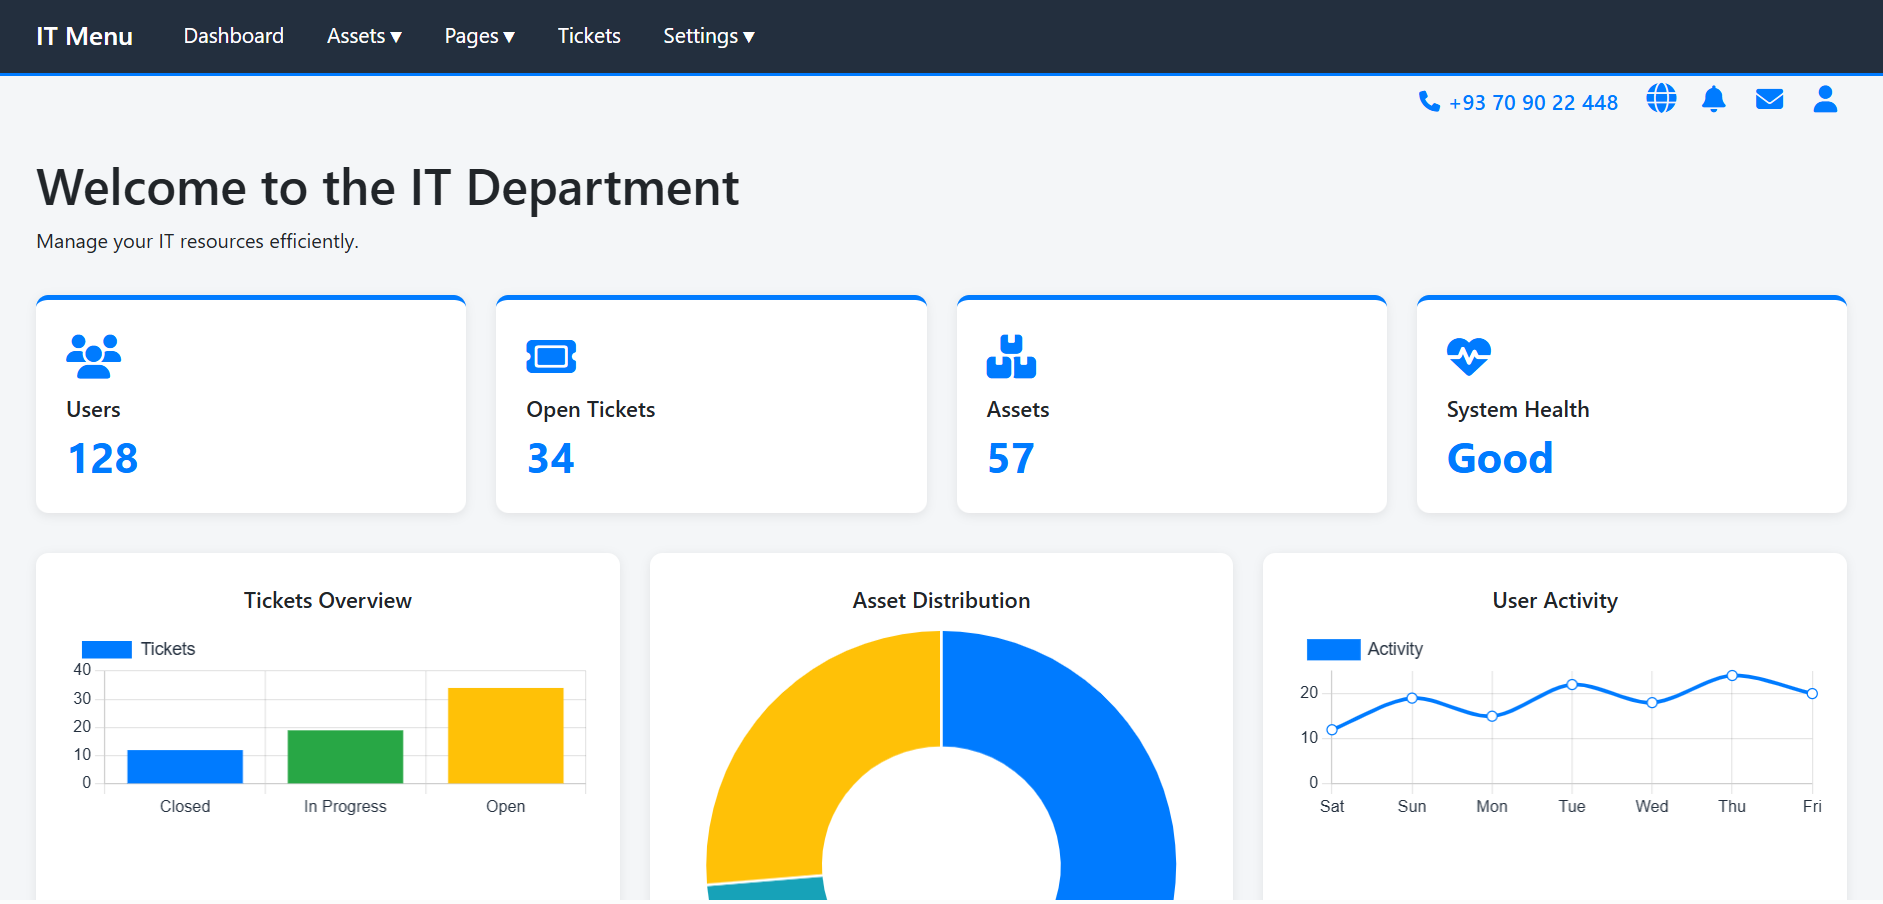 IT Menu Dashboard Assets ▾ Pages ▾ Tickets Settings ▾
+93 70 90 22 448
Welcome to the IT Department
Manage your IT resources efficiently.
Users
128
Open Tickets
34
Assets
57
System Health
Good
Tickets Overview
Tickets
40
30
20
10
0
Closed In Progress Open
Asset Distribution
User Activity
Activity
20
10
0
Sat Sun Mon Tue Wed Thu Fri